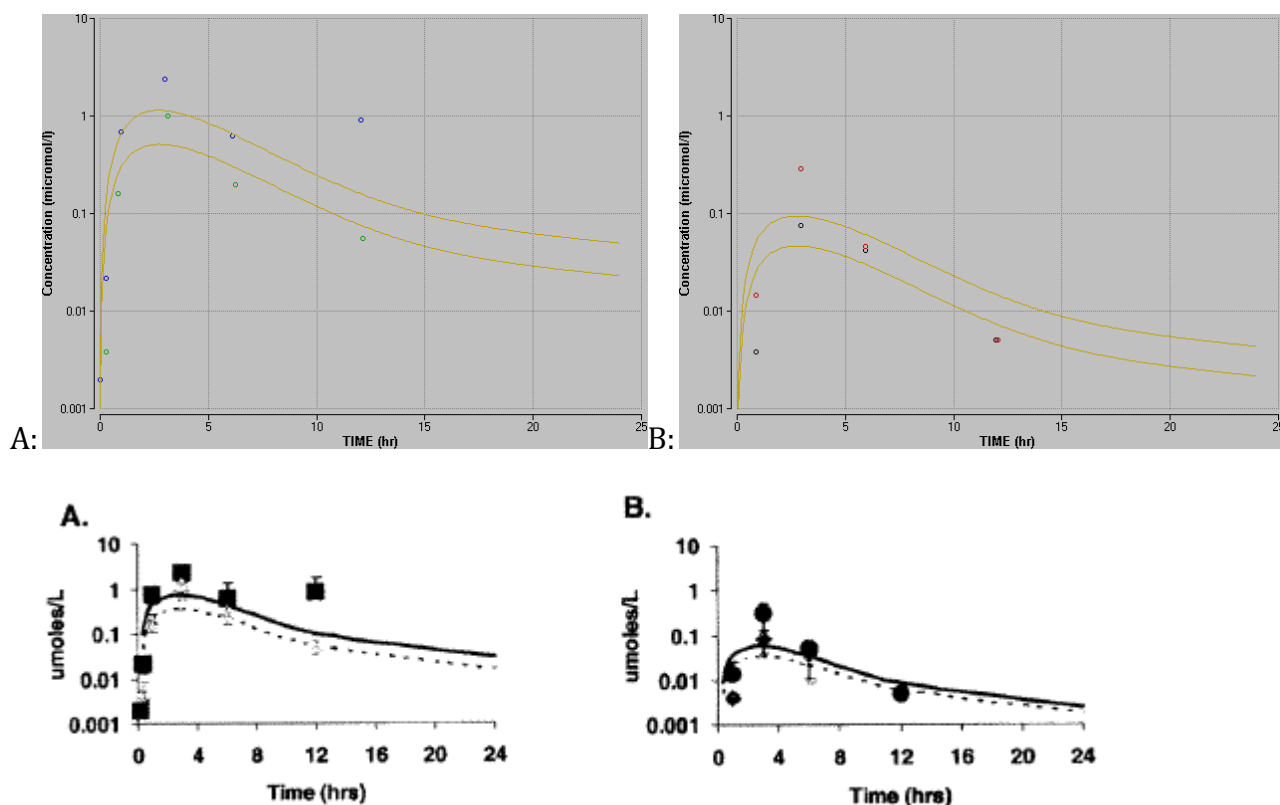 10
1
0.1
0.01
0.001
Concentration (micromol/l)
0
5
10
15
20
25
TIME (hr)
A:
10
1
0.1
0.01
0.001
Concentration (micromol/l)
0
5
10
15
20
25
TIME (hr)
B:
A.
10
1
0.1
0.01
0.001
umoles/L
0 4 8 12 16 20 24
Time (hrs)
B.
10
1
0.1
0.01
0.001
umoles/L
0 4 8 12 16 20 24
Time (hrs)